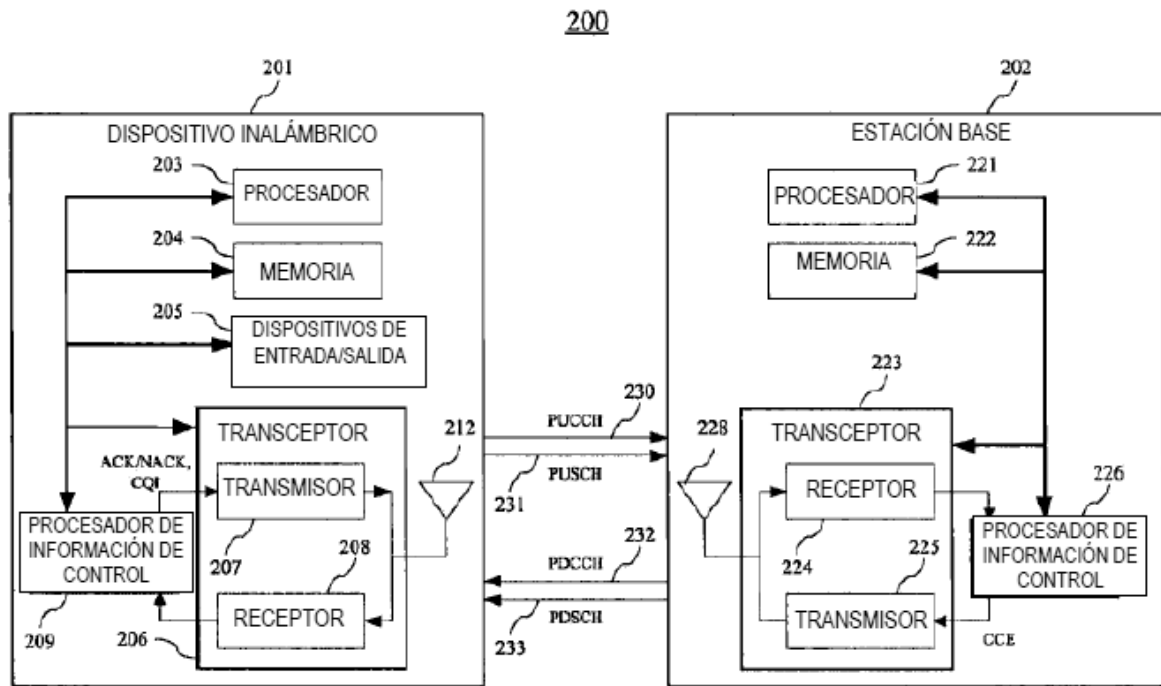 200
201
202
DISPOSITIVO INALÁMBRICO
ESTACIÓN BASE
203
PROCESADOR
221
PROCESADOR
204
MEMORIA
222
MEMORIA
205
DISPOSITIVOS DE
ENTRADA/SALIDA
223
TRANSCEPTOR
212
PUCCH
230
PUSCH
231
228
TRANSCEPTOR
ACK/NACK,
CQI
TRANSMISOR
207
RECEPTOR
224
226
PROCESADOR DE
INFORMACIÓN DE
CONTROL
209
208
RECEPTOR
206
PDCCH
232
PDSCH
233
225
TRANSMISOR
PROCESADOR DE
INFORMACIÓN DE
CONTROL
CCE